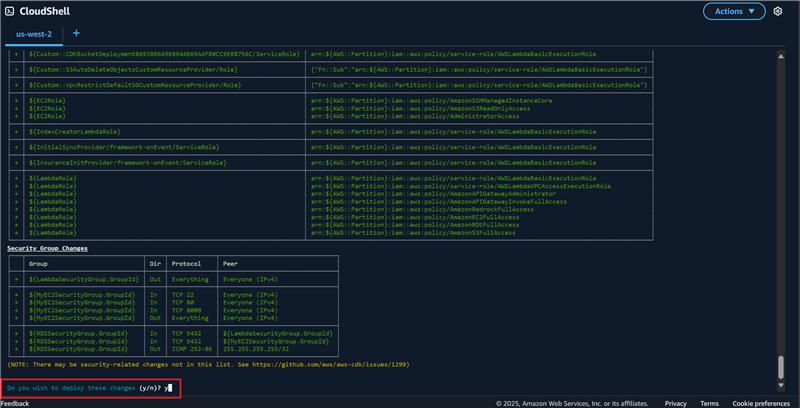 CloudShell
Actions
us-west-2 +
+ ${Custom::CDKBucketDeployment8693BB64968944B69AAFB0CC9EB8756C/ServiceRole} arn:${AWS::Partition}:iam::aws:policy/service-role/AWSLambdaBasicExecutionRole
+ ${Custom::S3AutoDeleteObjectsCustomResourceProvider/Role} {"Fn::Sub":"arn:${AWS::Partition}:iam::aws:policy/service-role/AWSLambdaBasicExecutionRole"}
+ ${Custom::VpcRestrictDefaultSGCustomResourceProvider/Role} {"Fn::Sub":"arn:${AWS::Partition}:iam::aws:policy/service-role/AWSLambdaBasicExecutionRole"}
+ ${EC2Role} arn:${AWS::Partition}:iam::aws:policy/AmazonSSMManagedInstanceCore
+ ${EC2Role} arn:${AWS::Partition}:iam::aws:policy/AmazonS3ReadOnlyAccess
+ ${EC2Role} arn:${AWS::Partition}:iam::aws:policy/AdministratorAccess
+ ${IndexCreatorLambdaRole} arn:${AWS::Partition}:iam::aws:policy/service-role/AWSLambdaBasicExecutionRole
+ ${InitialSyncProvider/framework-onEvent/ServiceRole} arn:${AWS::Partition}:iam::aws:policy/service-role/AWSLambdaBasicExecutionRole
+ ${InsuranceInitProvider/framework-onEvent/ServiceRole} arn:${AWS::Partition}:iam::aws:policy/service-role/AWSLambdaBasicExecutionRole
+ ${LambdaRole} arn:${AWS::Partition}:iam::aws:policy/service-role/AWSLambdaBasicExecutionRole
+ ${LambdaRole} arn:${AWS::Partition}:iam::aws:policy/service-role/AWSLambdaVPCAccessExecutionRole
+ ${LambdaRole} arn:${AWS::Partition}:iam::aws:policy/AmazonAPIGatewayAdministrator
+ ${LambdaRole} arn:${AWS::Partition}:iam::aws:policy/AmazonAPIGatewayInvokeFullAccess
+ ${LambdaRole} arn:${AWS::Partition}:iam::aws:policy/AmazonBedrockFullAccess
+ ${LambdaRole} arn:${AWS::Partition}:iam::aws:policy/AmazonEC2FullAccess
+ ${LambdaRole} arn:${AWS::Partition}:iam::aws:policy/AmazonRDSFullAccess
+ ${LambdaRole} arn:${AWS::Partition}:iam::aws:policy/AmazonS3FullAccess
Security Group Changes
Group Dir Protocol Peer
+ ${LambdaSecurityGroup.GroupId} Out Everything Everyone (IPv4)
+ ${MyEC2SecurityGroup.GroupId} In TCP 22 Everyone (IPv4)
+ ${MyEC2SecurityGroup.GroupId} In TCP 80 Everyone (IPv4)
+ ${MyEC2SecurityGroup.GroupId} In TCP 8000 Everyone (IPv4)
+ ${MyEC2SecurityGroup.GroupId} Out Everything Everyone (IPv4)
+ ${RDSSecurityGroup.GroupId} In TCP 5432 ${LambdaSecurityGroup.GroupId}
+ ${RDSSecurityGroup.GroupId} In TCP 5432 ${MyEC2SecurityGroup.GroupId}
+ ${RDSSecurityGroup.GroupId} Out ICMP 252-86 255.255.255.255/32
(NOTE: There may be security-related changes not in this list. See https://github.com/aws/aws-cdk/issues/1299)
Do you wish to deploy these changes (y/n)? y
Feedback © 2025, Amazon Web Services, Inc. or its affiliates. Privacy Terms Cookie preferences